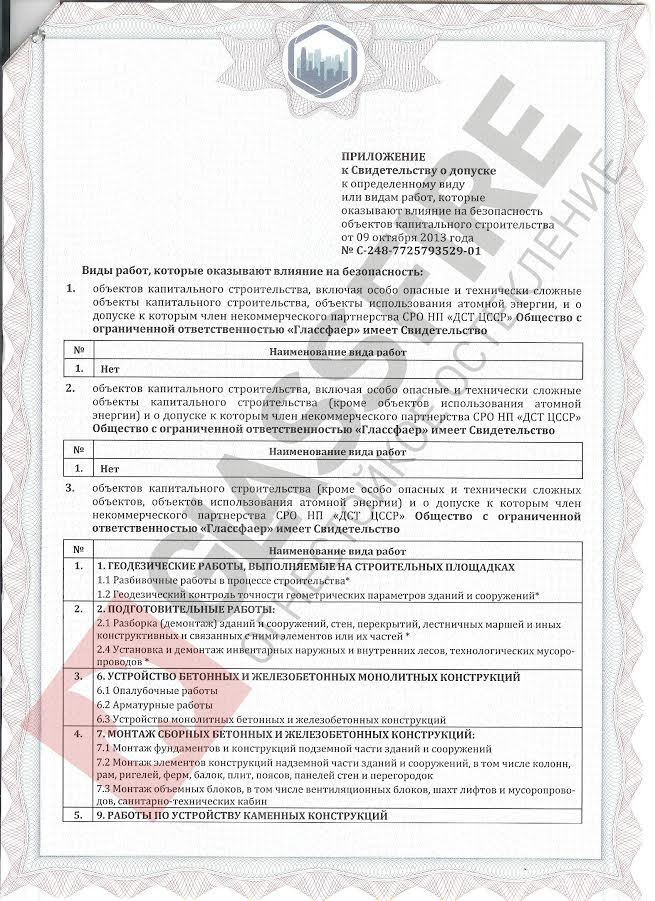 ПРИЛОЖЕНИЕ
к Свидетельству о допуске
к определенному виду
или видам работ, которые
оказывают влияние на безопасность
объектов капитального строительства
от 09 октября 2013 года
№ С-248-7725793529-01
Виды работ, которые оказывают влияние на безопасность:
1. объектов капитального строительства, включая особо опасные и технически сложные
объекты капитального строительства, объекты использования атомной энергии, и о
допуске к которым член некоммерческого партнерства СРО НП «ДСТ ЦССР» Общество с
ограниченной ответственностью «Глассфаер» имеет Свидетельство
№ Наименование вида работ
1. Нет
2. объектов капитального строительства, включая особо опасные и технически сложные
объекты капитального строительства (кроме объектов использования атомной
энергии) и о допуске к которым член некоммерческого партнерства СРО НП «ДСТ ЦССР»
Общество с ограниченной ответственностью «Глассфаер» имеет Свидетельство
№ Наименование вида работ
1. Нет
3. объектов капитального строительства (кроме особо опасных и технически сложных
объектов, объектов использования атомной энергии) и о допуске к которым член
некоммерческого партнерства СРО НП «ДСТ ЦССР» Общество с ограниченной
ответственностью «Глассфаер» имеет Свидетельство
№ Наименование вида работ
1. 1. ГЕОДЕЗИЧЕСКИЕ РАБОТЫ, ВЫПОЛНЯЕМЫЕ НА СТРОИТЕЛЬНЫХ ПЛОЩАДКАХ
1.1 Разбивочные работы в процессе строительства*
1.2 Геодезический контроль точности геометрических параметров зданий и сооружений*
2. 2. ПОДГОТОВИТЕЛЬНЫЕ РАБОТЫ:
2.1 Разборка (демонтаж) зданий и сооружений, стен, перекрытий, лестничных маршей и иных
конструктивных и связанных с ними элементов или их частей *
2.4 Установка и демонтаж инвентарных наружных и внутренних лесов, технологических мусоро-
проводов *
3. 6. УСТРОЙСТВО БЕТОННЫХ И ЖЕЛЕЗОБЕТОННЫХ МОНОЛИТНЫХ КОНСТРУКЦИЙ
6.1 Опалубочные работы
6.2 Арматурные работы
6.3 Устройство монолитных бетонных и железобетонных конструкций
4. 7. МОНТАЖ СБОРНЫХ БЕТОННЫХ И ЖЕЛЕЗОБЕТОННЫХ КОНСТРУКЦИЙ:
7.1 Монтаж фундаментов и конструкций подземной части зданий и сооружений
7.2 Монтаж элементов конструкций надземной части зданий и сооружений, в том числе колонн,
рам, ригелей, ферм, балок, плит, поясов, панелей стен и перегородок
7.3 Монтаж объемных блоков, в том числе вентиляционных блоков, шахт лифтов и мусоропрово-
дов, санитарно-технических кабин
5. 9. РАБОТЫ ПО УСТРОЙСТВУ КАМЕННЫХ КОНСТРУКЦИЙ
GLASSFIRE
ОГНЕСТОЙКОЕ ОСТЕКЛЕНИЕ